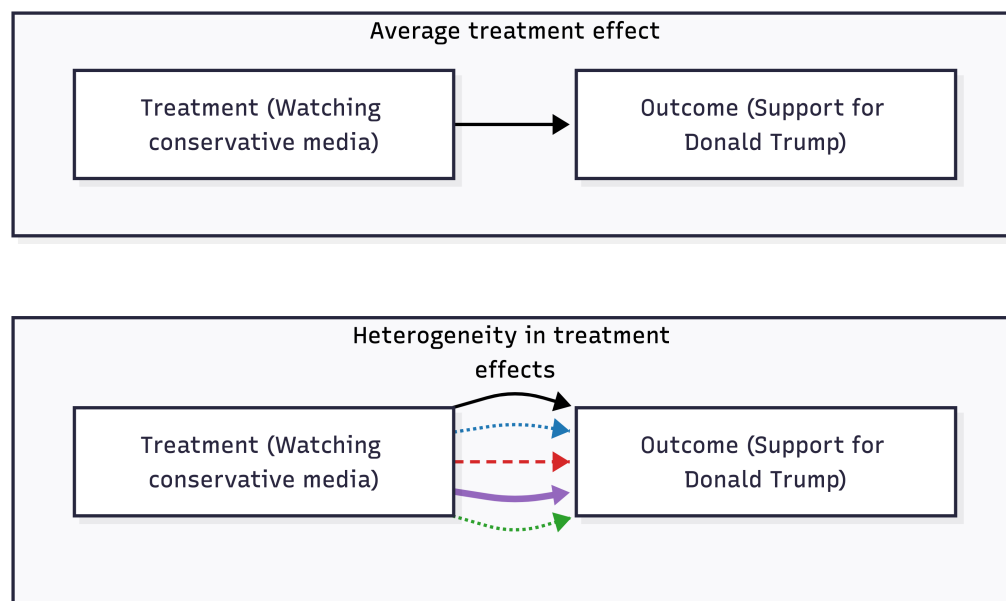 Average treatment effect
Treatment (Watching
conservative media)
Outcome (Support for
Donald Trump)
Heterogeneity in treatment
effects
Treatment (Watching
conservative media)
Outcome (Support for
Donald Trump)